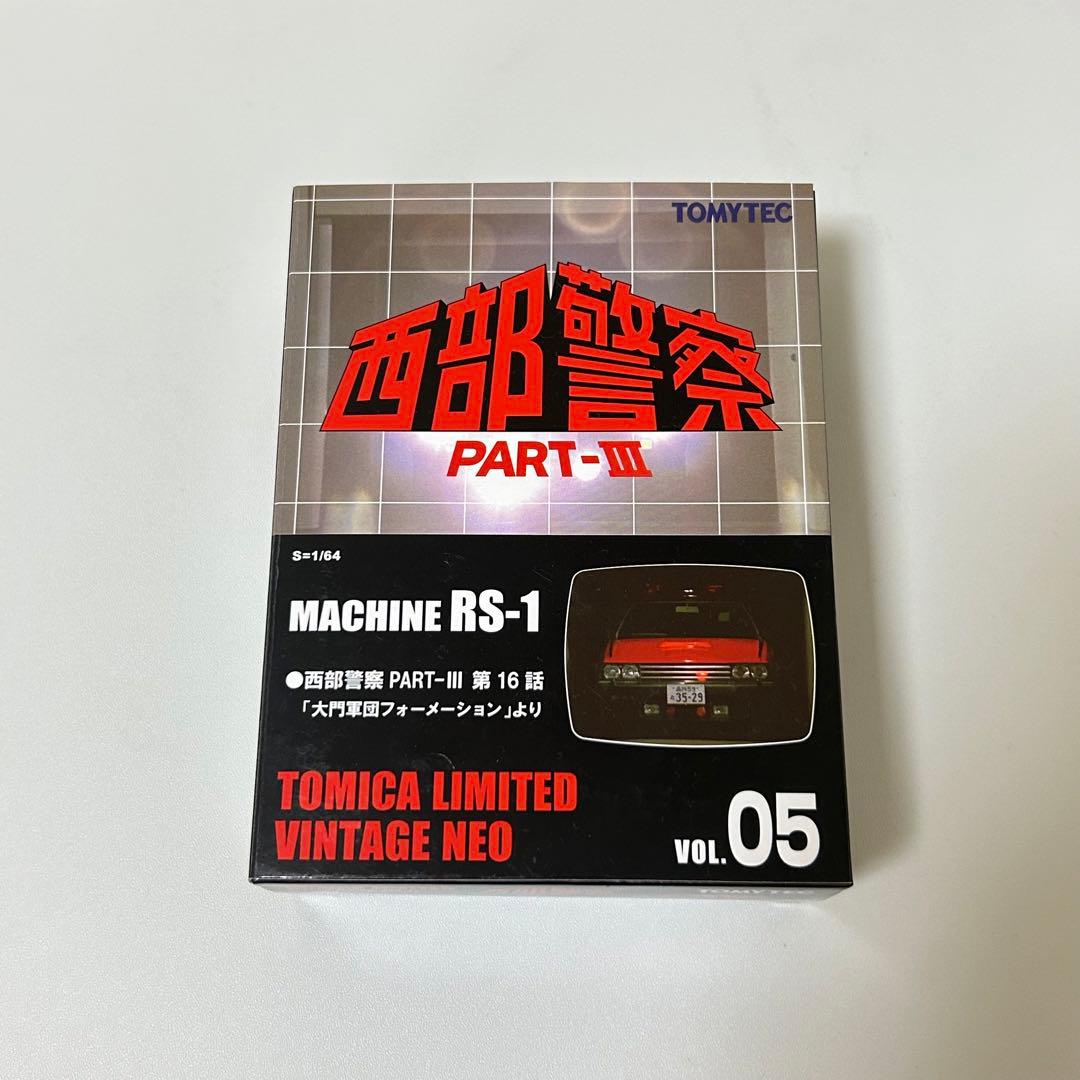 TOMYTEC
西部警察
PART-III
S=1/64
MACHINE RS-1
●西部警察 PART-III 第16話
「大門軍団フォーメーション」より
35-29
TOMICA LIMITED
VINTAGE NEO
VOL. 05
TOMYTEC